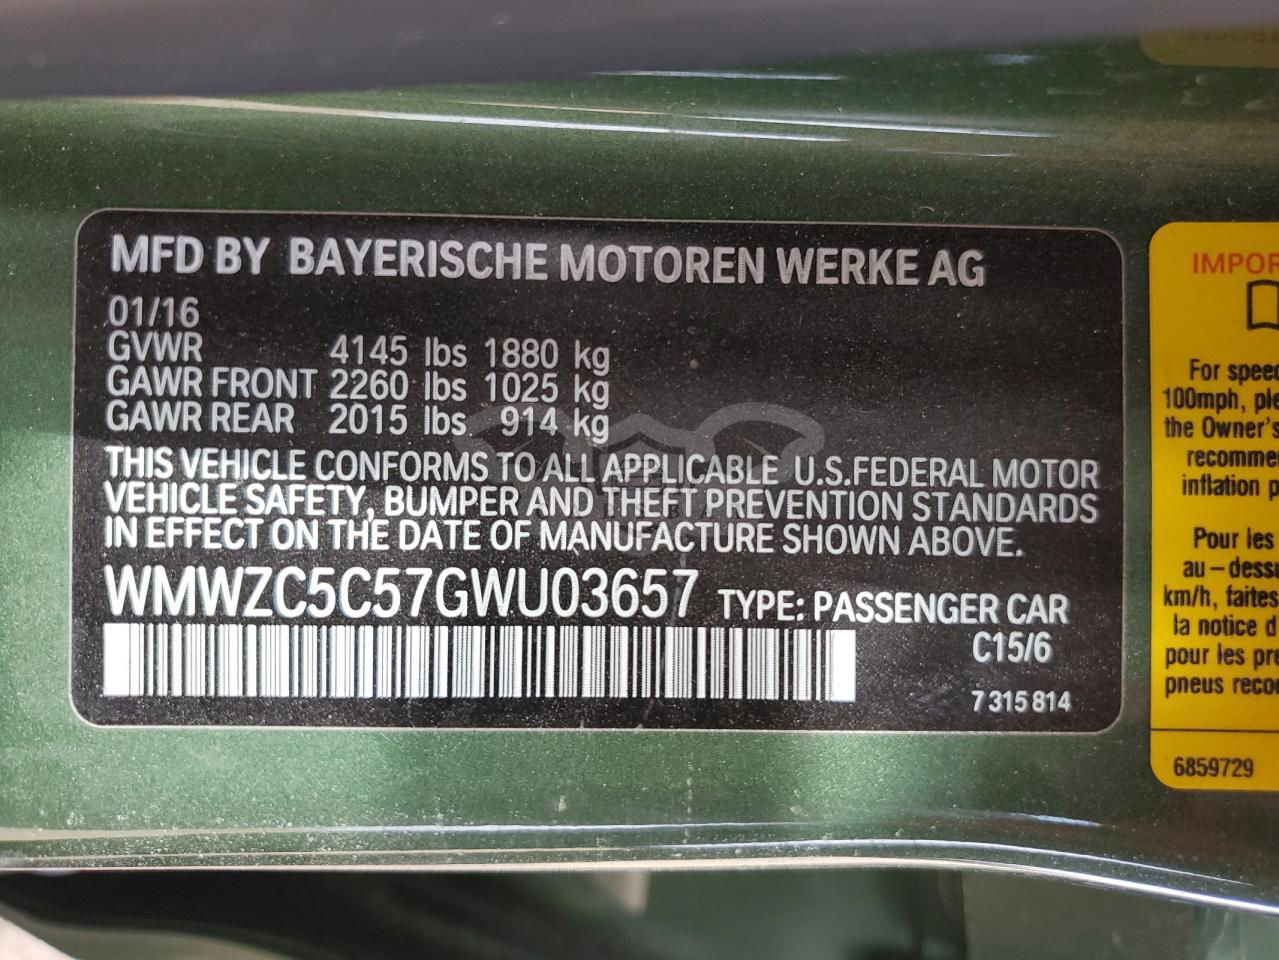 MFD BY BAYERISCHE MOTOREN WERKE AG
01/16
GVWR 4145 lbs 1880 kg
GAWR FRONT 2260 lbs 1025 kg
GAWR REAR 2015 lbs 914 kg
THIS VEHICLE CONFORMS TO ALL APPLICABLE U.S.FEDERAL MOTOR
VEHICLE SAFETY, BUMPER AND THEFT PREVENTION STANDARDS
IN EFFECT ON THE DATE OF MANUFACTURE SHOWN ABOVE.
WMWZC5C57GWU03657 TYPE: PASSENGER CAR
C15/6
7 315 814
IMPOR
For speed
100mph, ple
the Owner's
recommen
inflation p
Pour les
au – dessu
km/h, faites
la notice d
pour les pre
pneus recon
6859729